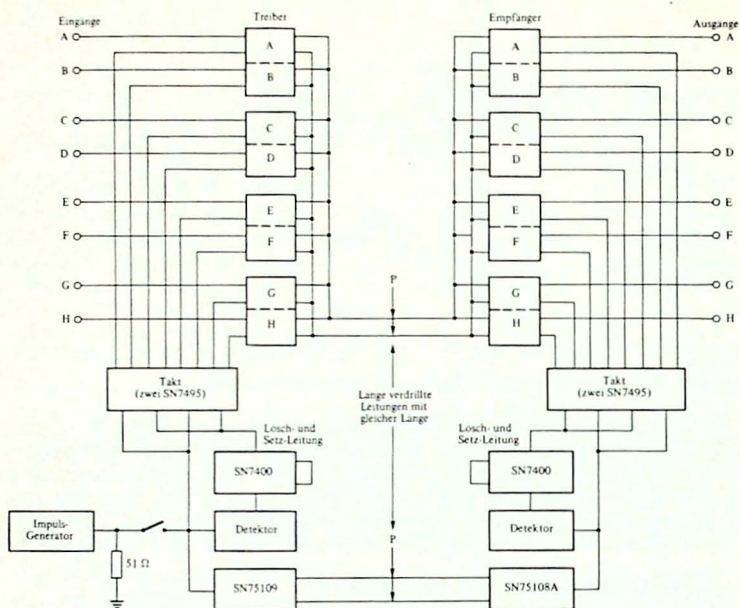 Eingänge
Treiber
Empfänger
Ausgänge
A
A
A
A
B
B
B
B
C
C
C
C
D
D
D
D
E
E
E
E
F
F
F
F
G
G
G
G
P
H
H
H
H
Takt
(zwei SN7495)
Takt
(zwei SN7495)
Lange verdrillte
Leitungen mit
gleicher Länge
Lösch- und
Setz-Leitung
Lösch- und
Setz-Leitung
SN7400
SN7400
Impuls-
Generator
Detektor
Detektor
P
51 Ω
SN75109
SN75108A